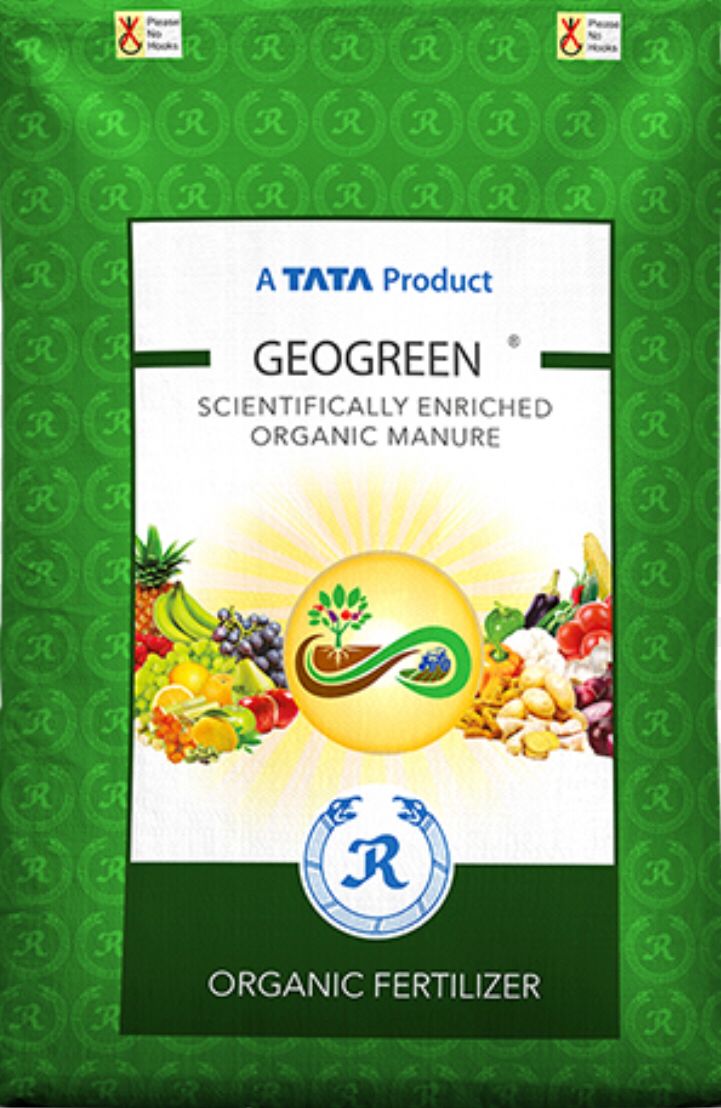 Please
No
Hooks
Please
No
Hooks
A TATA Product
GEOGREEN ®
SCIENTIFICALLY ENRICHED
ORGANIC MANURE
R
ORGANIC FERTILIZER